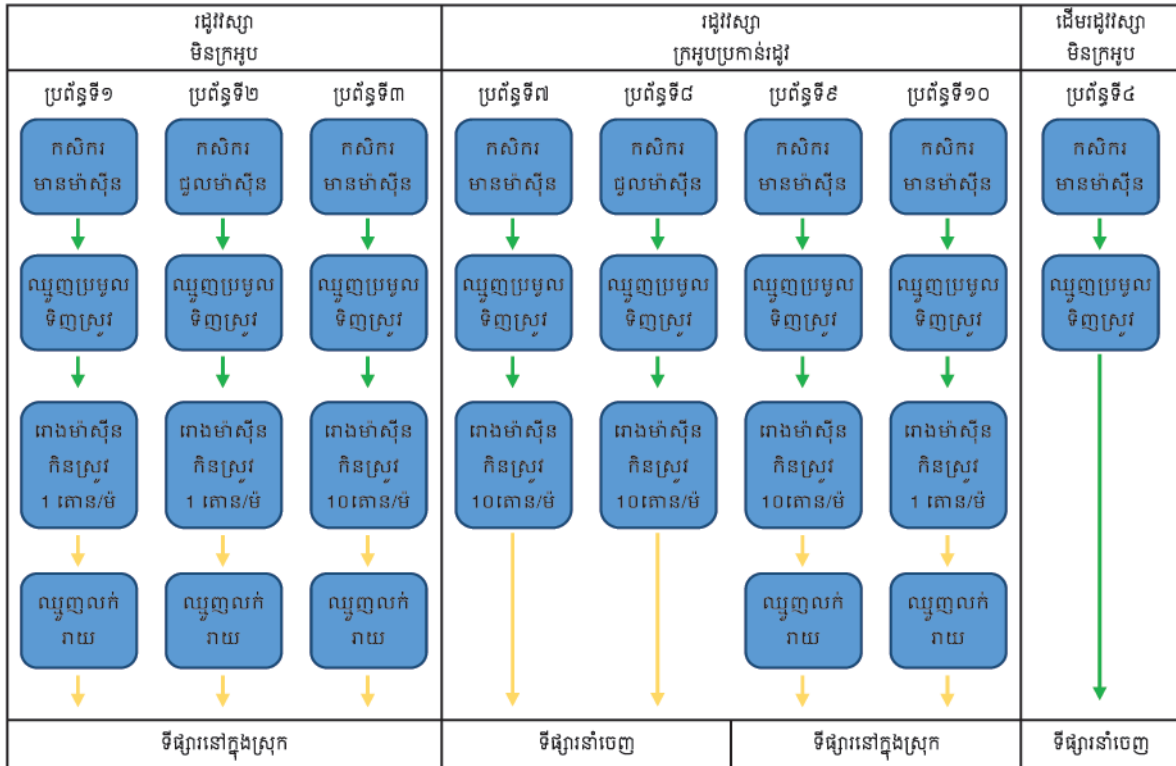 រដូវវស្សា
មិនក្រអូប
រដូវវស្សា
ក្រអូបប្រកាន់រដូវ
ដើមរដូវវស្សា
មិនក្រអូប
ប្រព័ន្ធទី១ ប្រព័ន្ធទី២ ប្រព័ន្ធទី៣ ប្រព័ន្ធទី៧ ប្រព័ន្ធទី៨ ប្រព័ន្ធទី៩ ប្រព័ន្ធទី១០ ប្រព័ន្ធទី៤
កសិករ កសិករ កសិករ កសិករ កសិករ កសិករ កសិករ កសិករ
មានម៉ាស៊ីន ជួលម៉ាស៊ីន មានម៉ាស៊ីន មានម៉ាស៊ីន ជួលម៉ាស៊ីន មានម៉ាស៊ីន មានម៉ាស៊ីន មានម៉ាស៊ីន
ឈ្មួញប្រមូល ឈ្មួញប្រមូល ឈ្មួញប្រមូល ឈ្មួញប្រមូល ឈ្មួញប្រមូល ឈ្មួញប្រមូល ឈ្មួញប្រមូល ឈ្មួញប្រមូល
ទិញស្រូវ ទិញស្រូវ ទិញស្រូវ ទិញស្រូវ ទិញស្រូវ ទិញស្រូវ ទិញស្រូវ ទិញស្រូវ
រោងម៉ាស៊ីន រោងម៉ាស៊ីន រោងម៉ាស៊ីន រោងម៉ាស៊ីន រោងម៉ាស៊ីន រោងម៉ាស៊ីន រោងម៉ាស៊ីន
កិនស្រូវ កិនស្រូវ កិនស្រូវ កិនស្រូវ កិនស្រូវ កិនស្រូវ កិនស្រូវ
1 តោន/ម៉ 1 តោន/ម៉ 10តោន/ម៉ 10តោន/ម៉ 10តោន/ម៉ 10តោន/ម៉ 1 តោន/ម៉
ឈ្មួញលក់ ឈ្មួញលក់ ឈ្មួញលក់ ឈ្មួញលក់ ឈ្មួញលក់
រាយ រាយ រាយ រាយ រាយ
ទីផ្សារនៅក្នុងស្រុក ទីផ្សារនាំចេញ ទីផ្សារនៅក្នុងស្រុក ទីផ្សារនាំចេញ